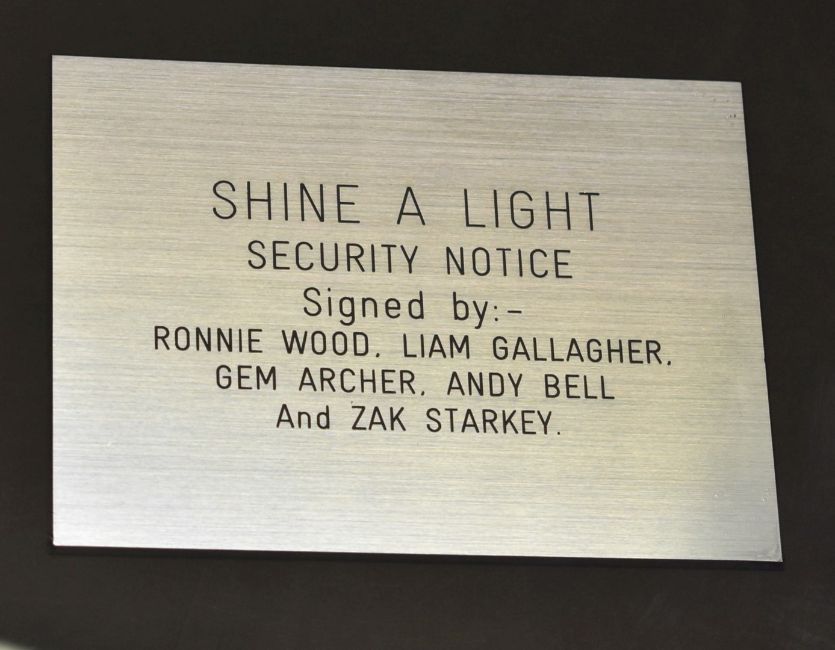 SHINE A LIGHT
SECURITY NOTICE
Signed by:-
RONNIE WOOD. LIAM GALLAGHER.
GEM ARCHER. ANDY BELL
And ZAK STARKEY.